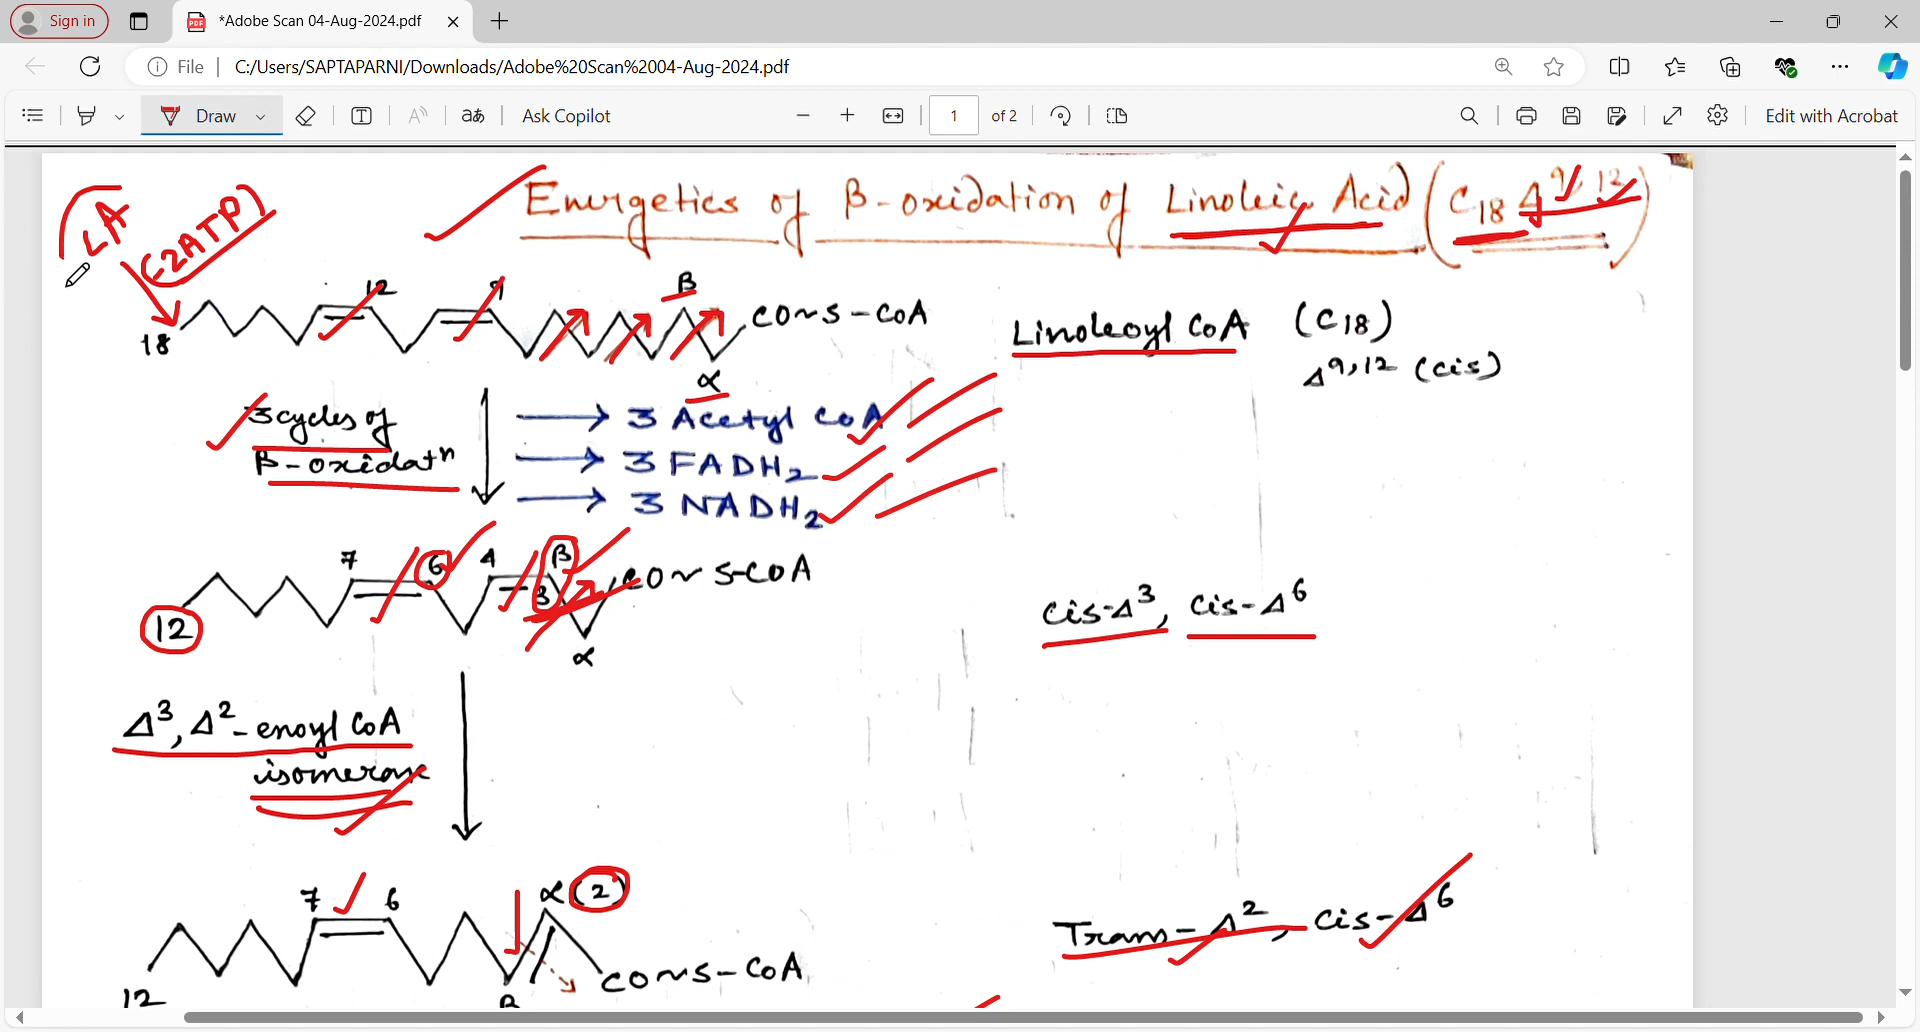 Sign in
*Adobe Scan 04-Aug-2024.pdf
File
C:/Users/SAPTAPARNI/Downloads/Adobe%20Scan%2004-Aug-2024.pdf
Draw
Ask Copilot
1 of 2
Edit with Acrobat
Energetics of β-oxidation of Linoleic Acid (C18 Δ9,12)
LA
(-2ATP)
12 9 β CO~S-CoA
18
α
Linoleoyl CoA (C18)
Δ9,12 (cis)
3 cycles of
β-oxidatn
→ 3 Acetyl CoA
→ 3 FADH2
→ 3 NADH2
7 6 4 β
3 CO~S-CoA
12
α
cis-Δ3, cis-Δ6
Δ3, Δ2-enoyl CoA
isomerase
7 6 α (2)
CO~S-CoA
12 β
Trans-Δ2, cis-Δ6